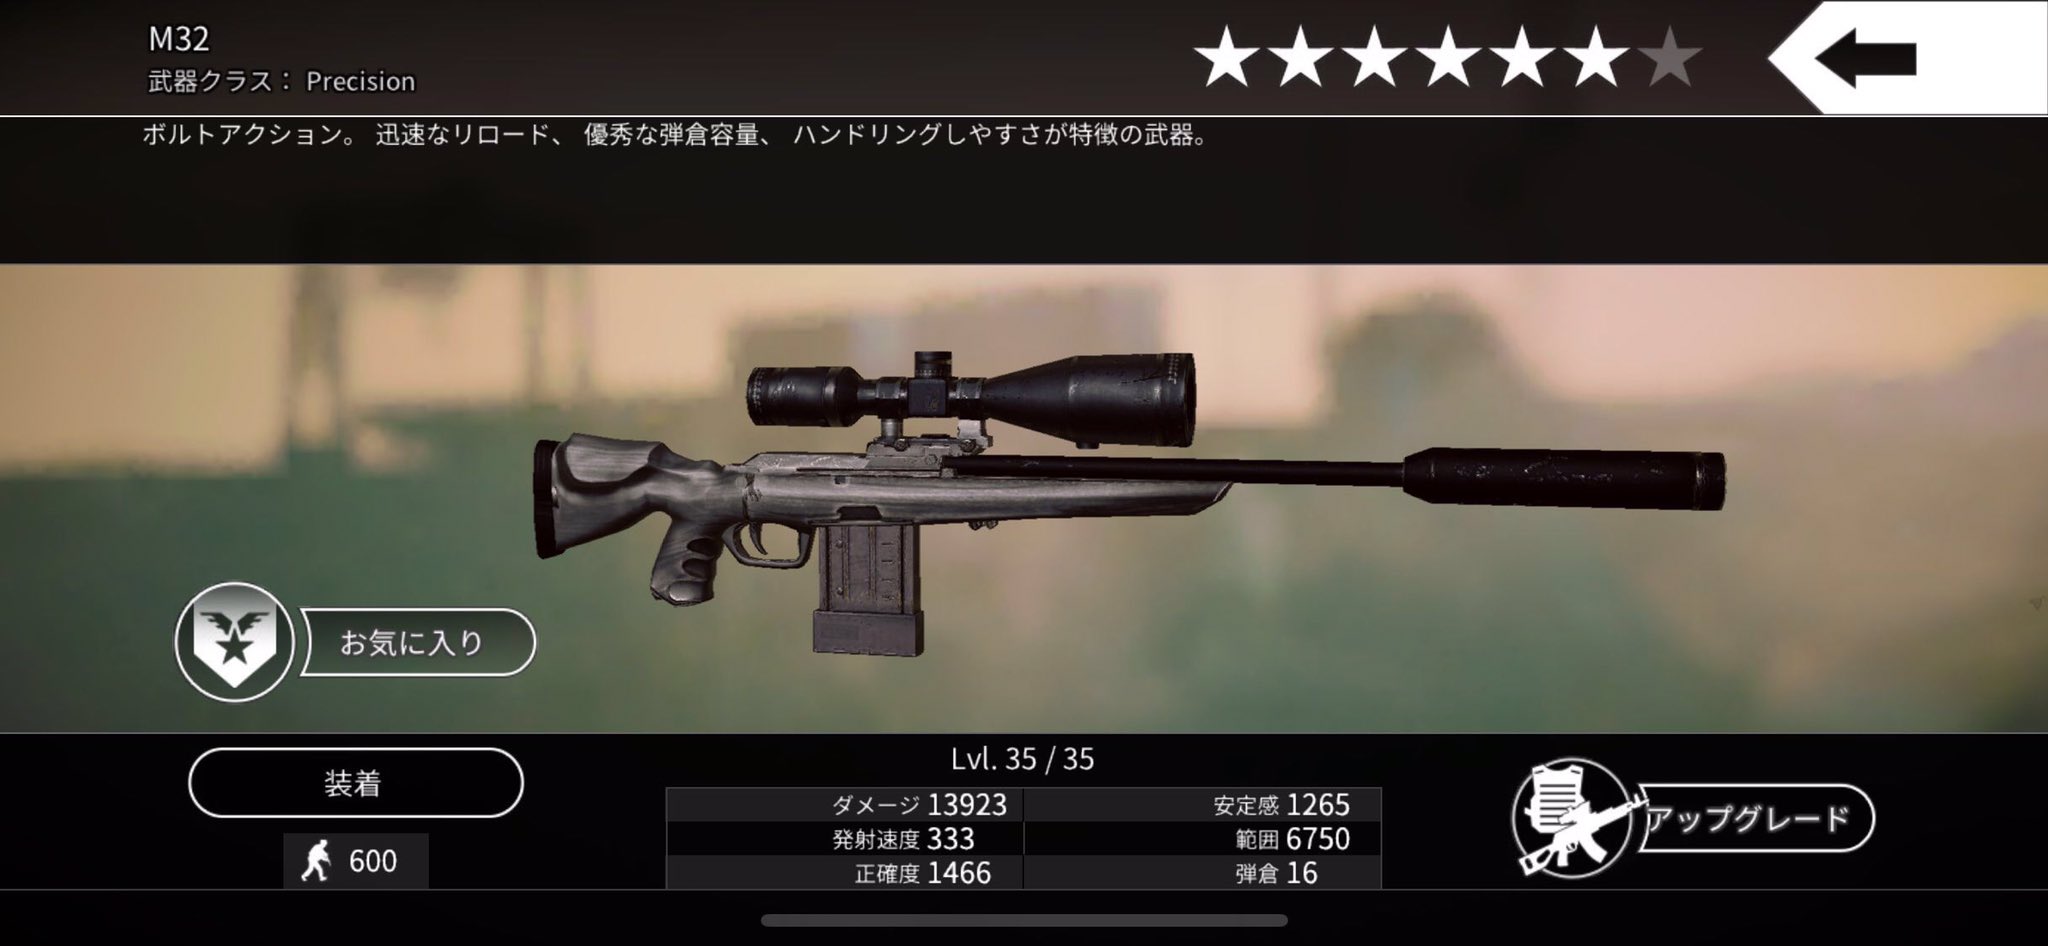 M32
武器クラス： Precision
ボルトアクション。 迅速なリロード、 優秀な弾倉容量、 ハンドリングしやすさが特徴の武器。
お気に入り
装着
600
Lvl. 35 / 35
ダメージ 13923 安定感 1265
発射速度 333 範囲 6750
正確度 1466 弾倉 16
アップグレード